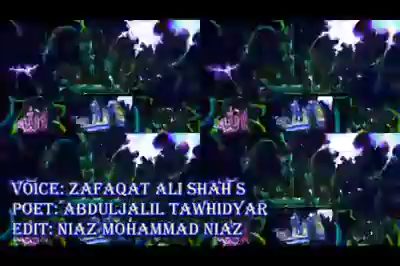 VOICE: ZAFAQAT ALI SHAH S
POET: ABDULJALIL TAWHIDYAR
EDIT: NIAZ MOHAMMAD NIAZ